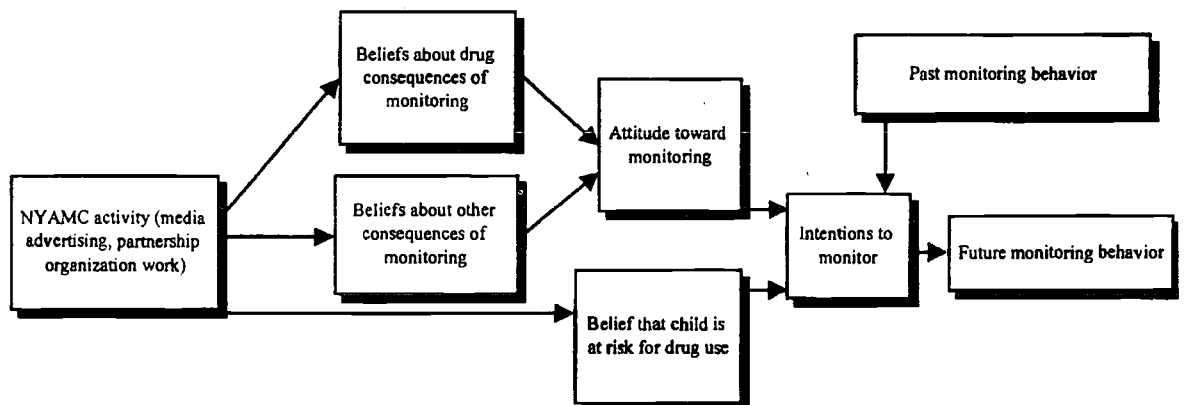 NYAMC activity (media
advertising, partnership
organization work)
Beliefs about drug
consequences of
monitoring
Beliefs about other
consequences of
monitoring
Attitude toward
monitoring
Belief that child is
at risk for drug use
Past monitoring behavior
Intentions to
monitor
Future monitoring behavior